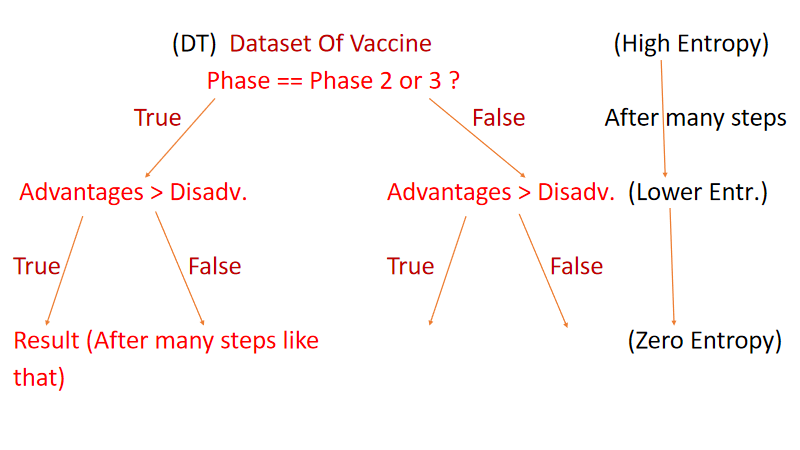 (DT) Dataset Of Vaccine (High Entropy)
Phase == Phase 2 or 3 ?
True False After many steps
Advantages > Disadv. Advantages > Disadv. (Lower Entr.)
True False True False
Result (After many steps like (Zero Entropy)
that)